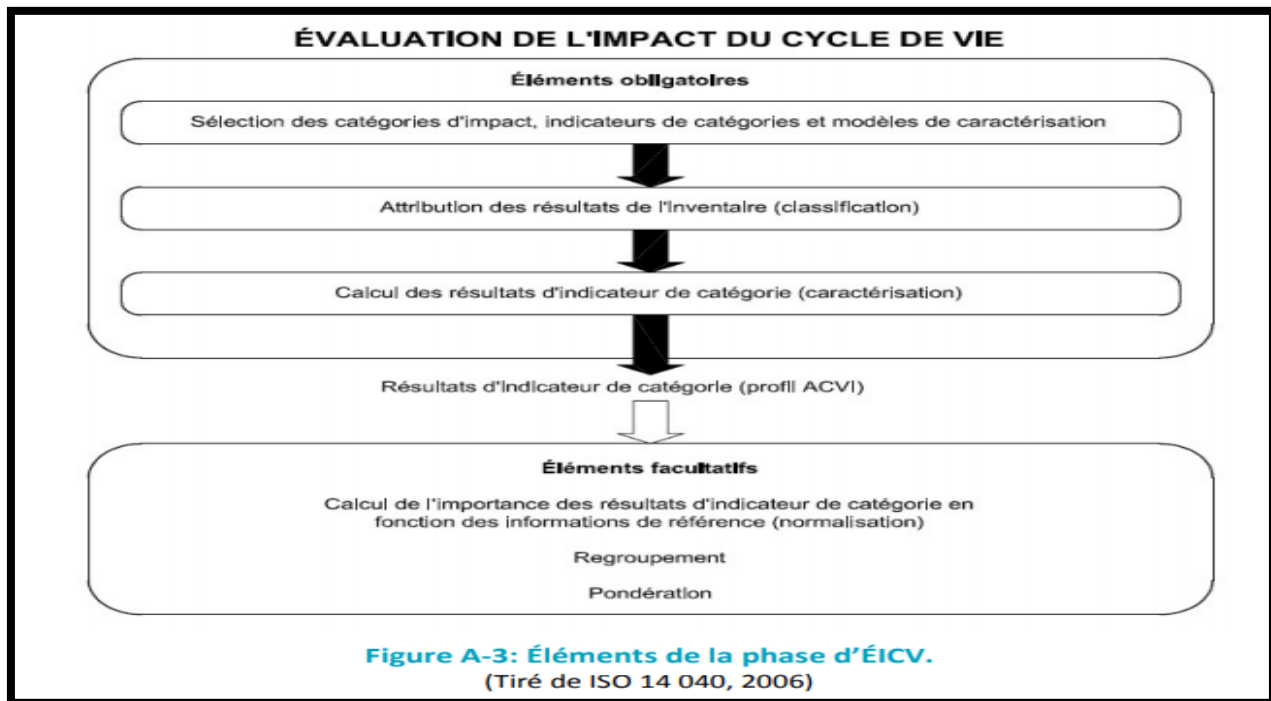 ÉVALUATION DE L'IMPACT DU CYCLE DE VIE
Éléments obligatoires
Sélection des catégories d'impact, indicateurs de catégories et modèles de caractérisation
Attribution des résultats de l'inventaire (classification)
Calcul des résultats d'indicateur de catégorie (caractérisation)
Résultats d'indicateur de catégorie (profil ACVI)
Éléments facultatifs
Calcul de l'importance des résultats d'indicateur de catégorie en
fonction des informations de référence (normalisation)
Regroupement
Pondération
Figure A-3: Éléments de la phase d'ÉICV.
(Tiré de ISO 14 040, 2006)